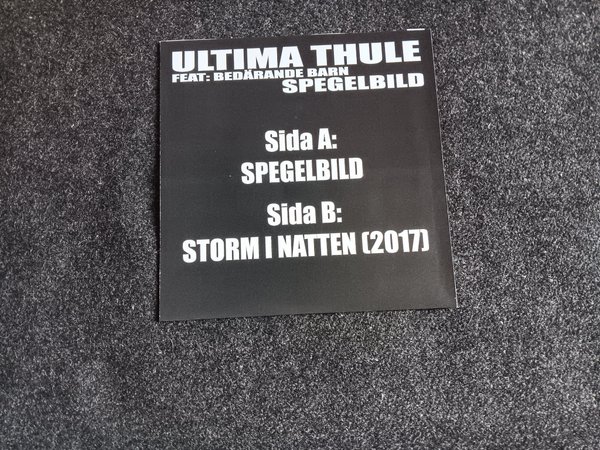 ULTIMA THULE
FEAT: BEDÅRANDE BARN
SPEGELBILD
Sida A:
SPEGELBILD
Sida B:
STORM I NATTEN (2017)